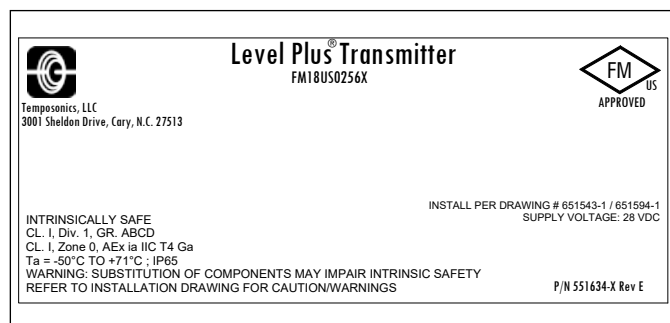 Level Plus® Transmitter
FM18US0256X
Temposonics, LLC
3001 Sheldon Drive, Cary, N.C. 27513
FM
US
APPROVED
INSTALL PER DRAWING # 651543-1 / 651594-1
SUPPLY VOLTAGE: 28 VDC
INTRINSICALLY SAFE
CL. I, Div. 1, GR. ABCD
CL. I, Zone 0, AEx ia IIC T4 Ga
Ta = -50°C TO +71°C ; IP65
WARNING: SUBSTITUTION OF COMPONENTS MAY IMPAIR INTRINSIC SAFETY
REFER TO INSTALLATION DRAWING FOR CAUTION/WARNINGS
P/N 551634-X Rev E